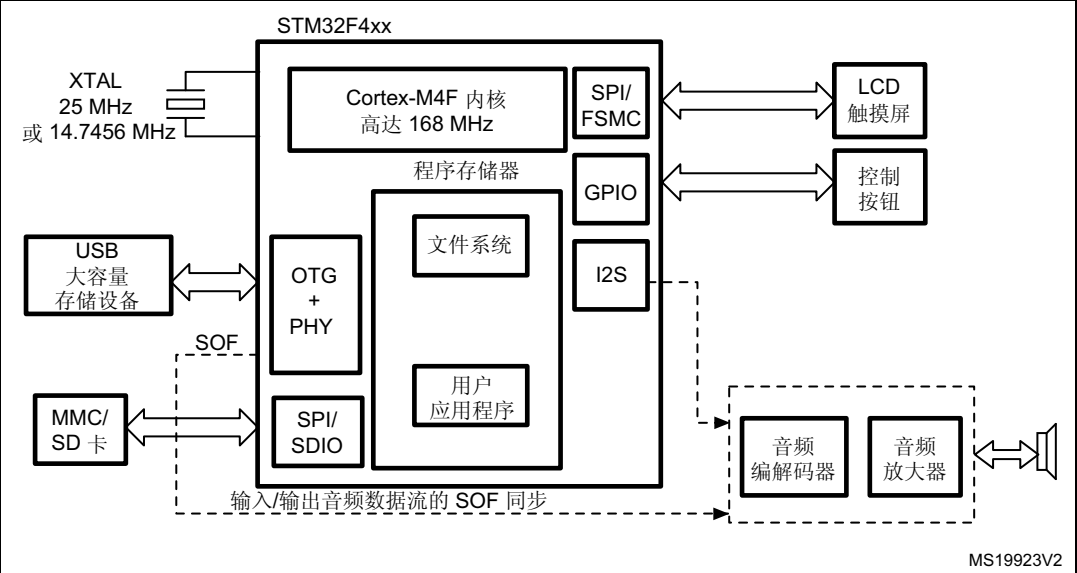 STM32F4xx
XTAL
25 MHz
或 14.7456 MHz
Cortex-M4F 内核
高达 168 MHz
SPI/
FSMC
LCD
触摸屏
程序存储器
GPIO
控制
按钮
文件系统
I2S
USB
大容量
存储设备
OTG
+
PHY
SOF
用户
应用程序
MMC/
SD 卡
SPI/
SDIO
音频
编解码器
音频
放大器
输入/输出音频数据流的 SOF 同步
MS19923V2